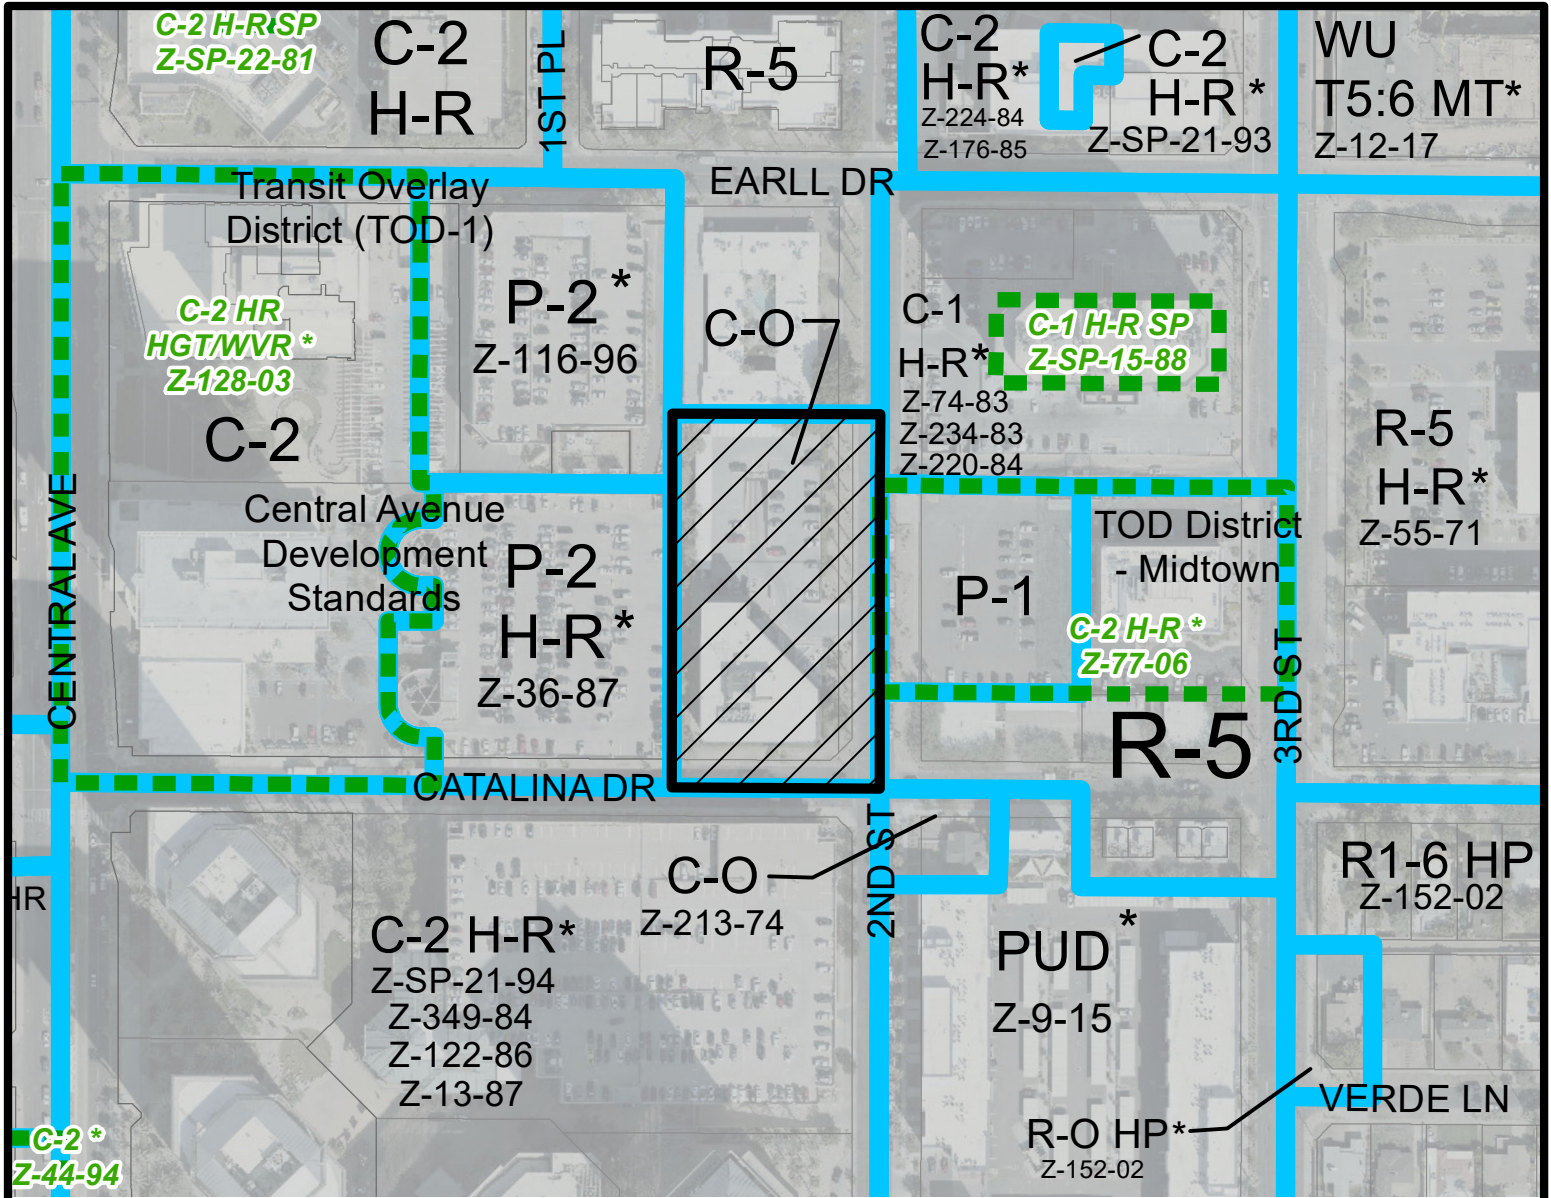 C-2 H-R SP
Z-SP-22-81
C-2
H-R
1ST PL
R-5
C-2
H-R*
Z-224-84
Z-176-85
C-2
H-R *
Z-SP-21-93
WU
T5:6 MT*
Z-12-17
EARLL DR
Transit Overlay
District (TOD-1)
C-2 HR
HGT/WVR *
Z-128-03
C-2
P-2 *
Z-116-96
C-O
C-1
H-R*
Z-74-83
Z-234-83
Z-220-84
C-1 H-R SP
Z-SP-15-88
R-5
H-R*
Z-55-71
CENTRAL AVE
Central Avenue
Development
Standards
P-2
H-R*
Z-36-87
P-1
TOD District
- Midtown
C-2 H-R *
Z-77-06
R-5
3RD ST
CATALINA DR
2ND ST
C-O
Z-213-74
HR
C-2 H-R*
Z-SP-21-94
Z-349-84
Z-122-86
Z-13-87
PUD *
Z-9-15
R1-6 HP
Z-152-02
VERDE LN
R-O HP*
Z-152-02
C-2 *
Z-44-94